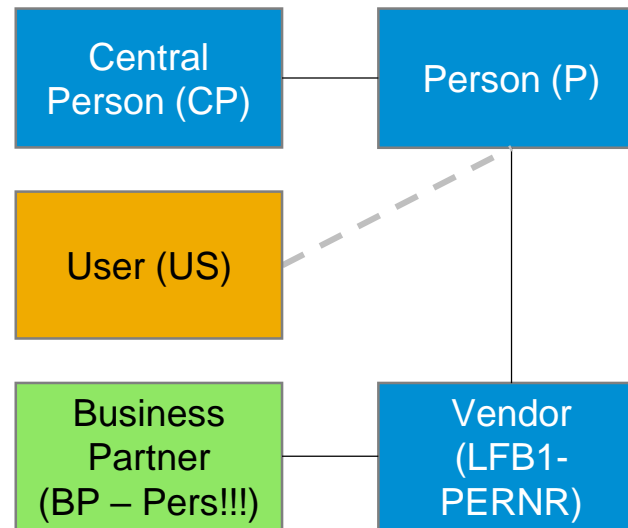 Central
Person (CP)
Person (P)
User (US)
Business
Partner
(BP – Pers!!!)
Vendor
(LFB1-
PERNR)